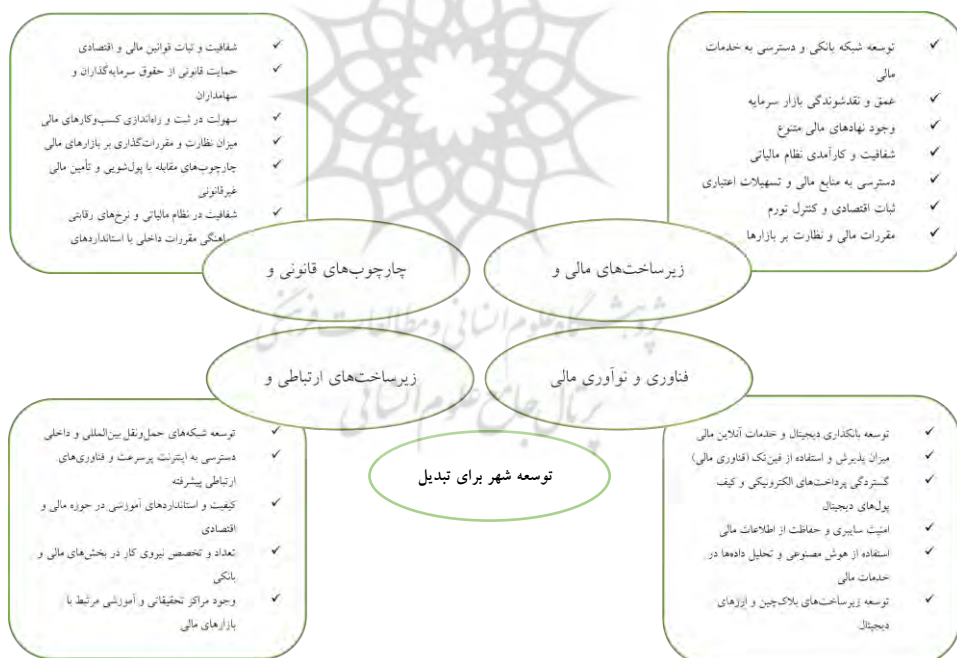 توسعه شبکه بانکی و دسترسی به خدمات
مالی
عمق و نقدشوندگی بازار سرمایه
وجود نهادهای مالی متنوع
شفافیت و کارآمدی نظام مالیاتی
دسترسی به منابع مالی و تسهیلات اعتباری
ثبات اقتصادی و کنترل تورم
مقررات مالی و نظارت بر بازارها
شفافیت و ثبات قوانین مالی و اقتصادی
حمایت قانونی از حقوق سرمایه‌گذاران و
سهامداران
سهولت در ثبت و راه‌اندازی کسب‌وکارهای مالی
میزان نظارت و مقررات‌گذاری بر بازارهای مالی
چارچوب‌های مقابله با پول‌شویی و تأمین مالی
غیرقانونی
شفافیت در نظام مالیاتی و نرخ‌های رقابتی
مقررات داخلی با استانداردهای
زیرساخت‌های مالی و
چارچوب‌های قانونی و
پژوهشگاه علوم انسانی و مطالعات فرهنگی
فناوری و نوآوری مالی
زیرساخت‌های ارتباطی و
پرتال جامع علوم انسانی
توسعه شهر برای تبدیل
توسعه بانکداری دیجیتال و خدمات آنلاین مالی
میزان پذیرش و استفاده از فین‌تک (فناوری مالی)
گستردگی پرداخت‌های الکترونیکی و کیف
پول‌های دیجیتال
امنیت سایبری و حفاظت از اطلاعات مالی
استفاده از هوش مصنوعی و تحلیل داده‌ها در
خدمات مالی
توسعه زیرساخت‌های بلاک‌چین و ارزهای
دیجیتال
توسعه شبکه‌های حمل‌ونقل بین‌المللی و داخلی
دسترسی به اینترنت پرسرعت و فناوری‌های
ارتباطی پیشرفته
کیفیت و استانداردهای آموزشی در حوزه مالی و
اقتصادی
تعداد و تخصص نیروی کار در بخش‌های مالی و
بانکی
وجود مراکز تحقیقاتی و آموزشی مرتبط با
بازارهای مالی